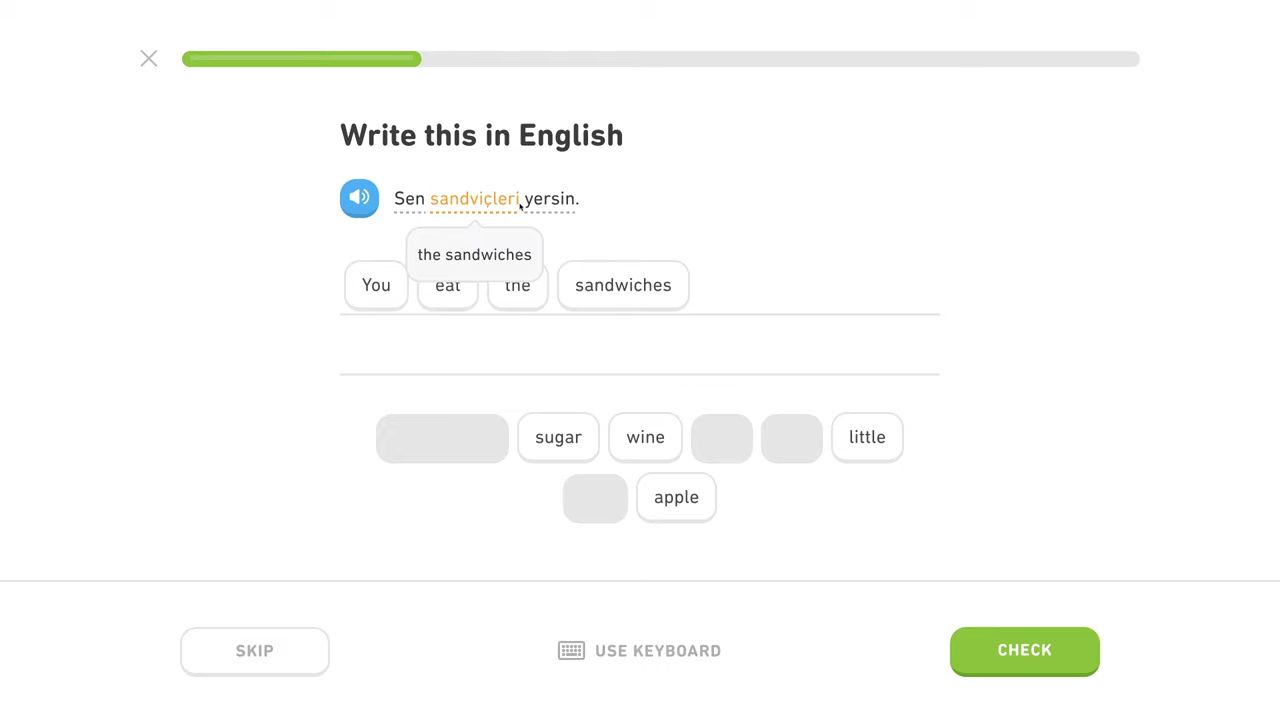 Write this in English
Sen sandviçleri yersin.
the sandwiches
You eat the sandwiches
sugar wine little
apple
SKIP USE KEYBOARD CHECK